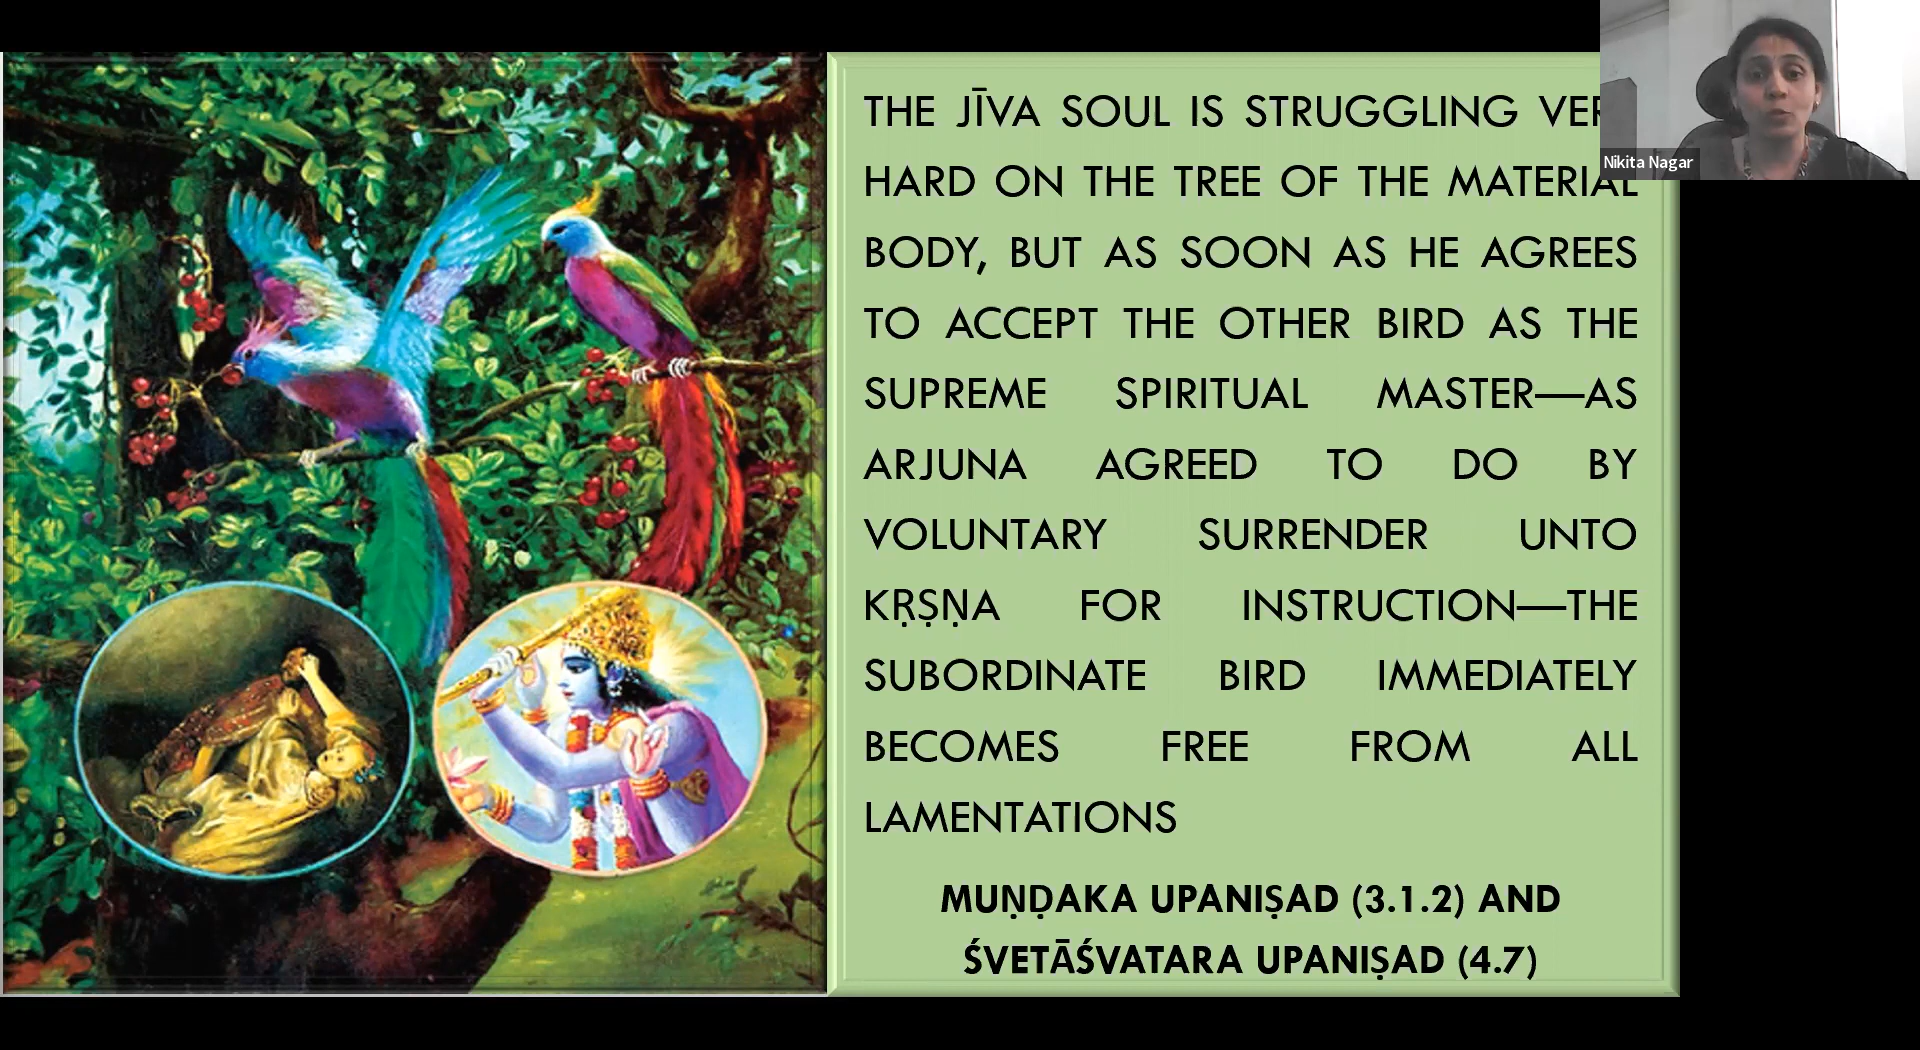 THE JĪVA SOUL IS STRUGGLING
HARD ON THE TREE OF THE MATERIAL
BODY, BUT AS SOON AS HE AGREES
TO ACCEPT THE OTHER BIRD AS THE
SUPREME SPIRITUAL MASTER—AS
ARJUNA AGREED TO DO BY
VOLUNTARY SURRENDER UNTO
KṚṢṆA FOR INSTRUCTION—THE
SUBORDINATE BIRD IMMEDIATELY
BECOMES FREE FROM ALL
LAMENTATIONS
MUṆḌAKA UPANIṢAD (3.1.2) AND
ŚVETĀŚVATARA UPANIṢAD (4.7)
Nikita Nagar